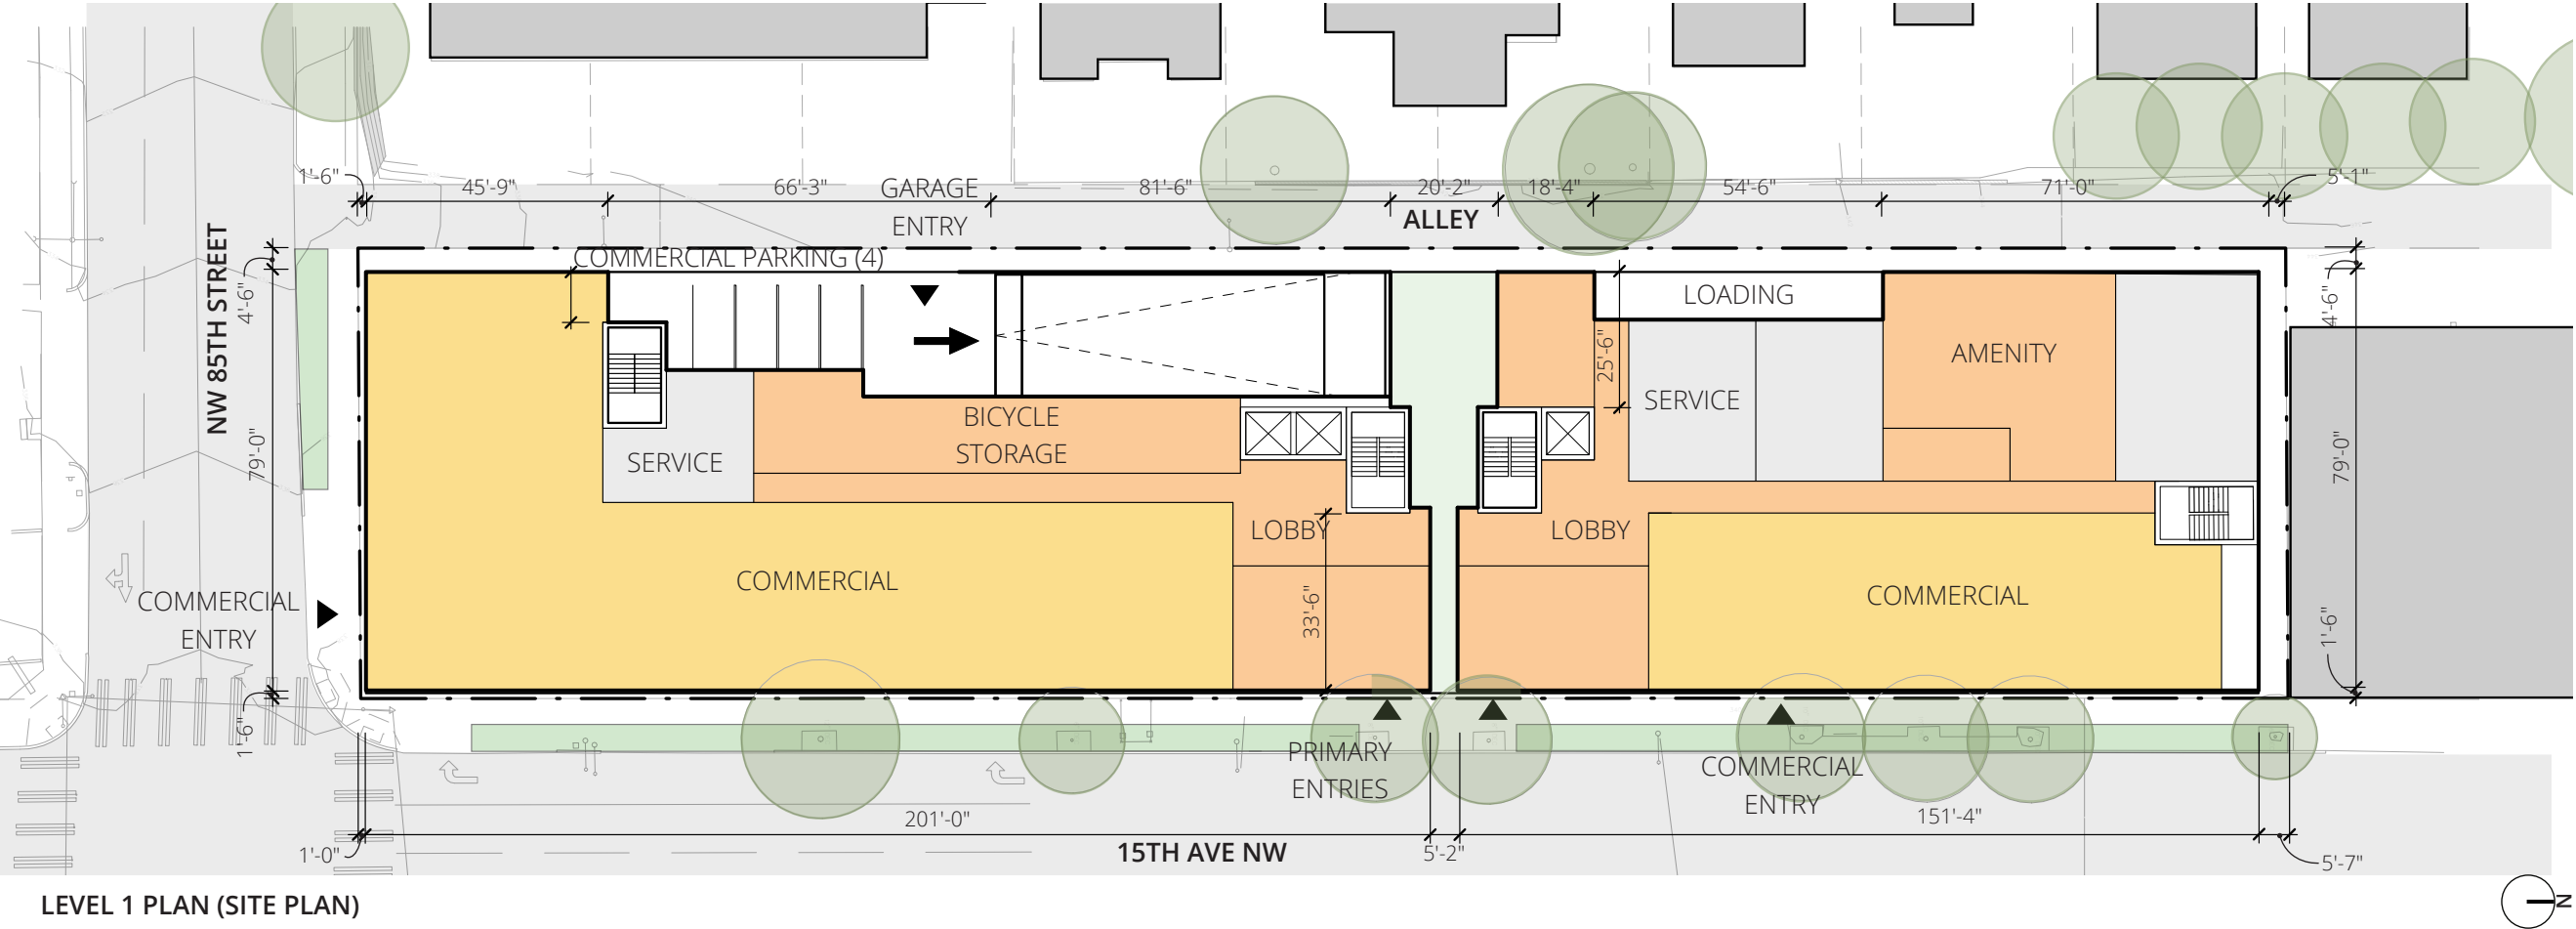 1'-6"
45'-9"
66'-3"
GARAGE
ENTRY
81'-6"
20'-2"
18'-4"
54'-6"
71'-0"
5'-1"
ALLEY
NW 85TH STREET
4'-6"
79'-0"
1'-6"
COMMERCIAL PARKING (4)
LOADING
4'-6"
25'-6"
AMENITY
SERVICE
BICYCLE
STORAGE
SERVICE
79'-0"
LOBBY
LOBBY
COMMERCIAL
COMMERCIAL
33'-6"
1'-6"
COMMERCIAL
ENTRY
PRIMARY
ENTRIES
COMMERCIAL
ENTRY
201'-0"
151'-4"
1'-0"
15TH AVE NW
5'-2"
5'-7"
LEVEL 1 PLAN (SITE PLAN)
N